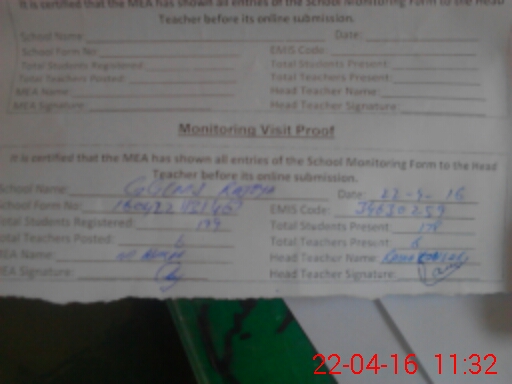 It is certified that the MEA has shown all entries of the School Monitoring Form to the Head
Teacher before its online submission.
School Name Date:
School Form No: EMIS Code:
Total Students Registered: Total Students Present:
Total Teachers Posted: Total Teachers Present:
MEA Name: Head Teacher Name:
MEA Signature: Head Teacher Signature:
Monitoring Visit Proof
It is certified that the MEA has shown all entries of the School Monitoring Form to the Head
Teacher before its online submission.
School Name: Date: 22-4-16
School Form No: EMIS Code:
Total Students Registered: Total Students Present:
Total Teachers Posted: 6 Total Teachers Present: 6
MEA Name: Head Teacher Name:
MEA Signature: Head Teacher Signature:
22-04-16 11:32